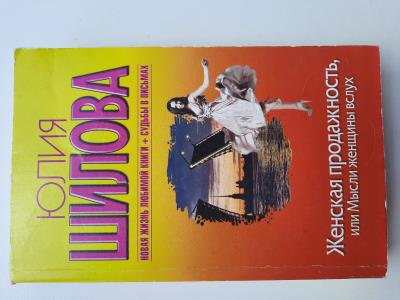 ЮЛИЯ
ШИЛОВА
НОВАЯ ЖИЗНЬ ЛЮБИМОЙ КНИГИ + СУДЬБЫ В ПИСЬМАХ
Женская продажность,
или Мысли женщины вслух